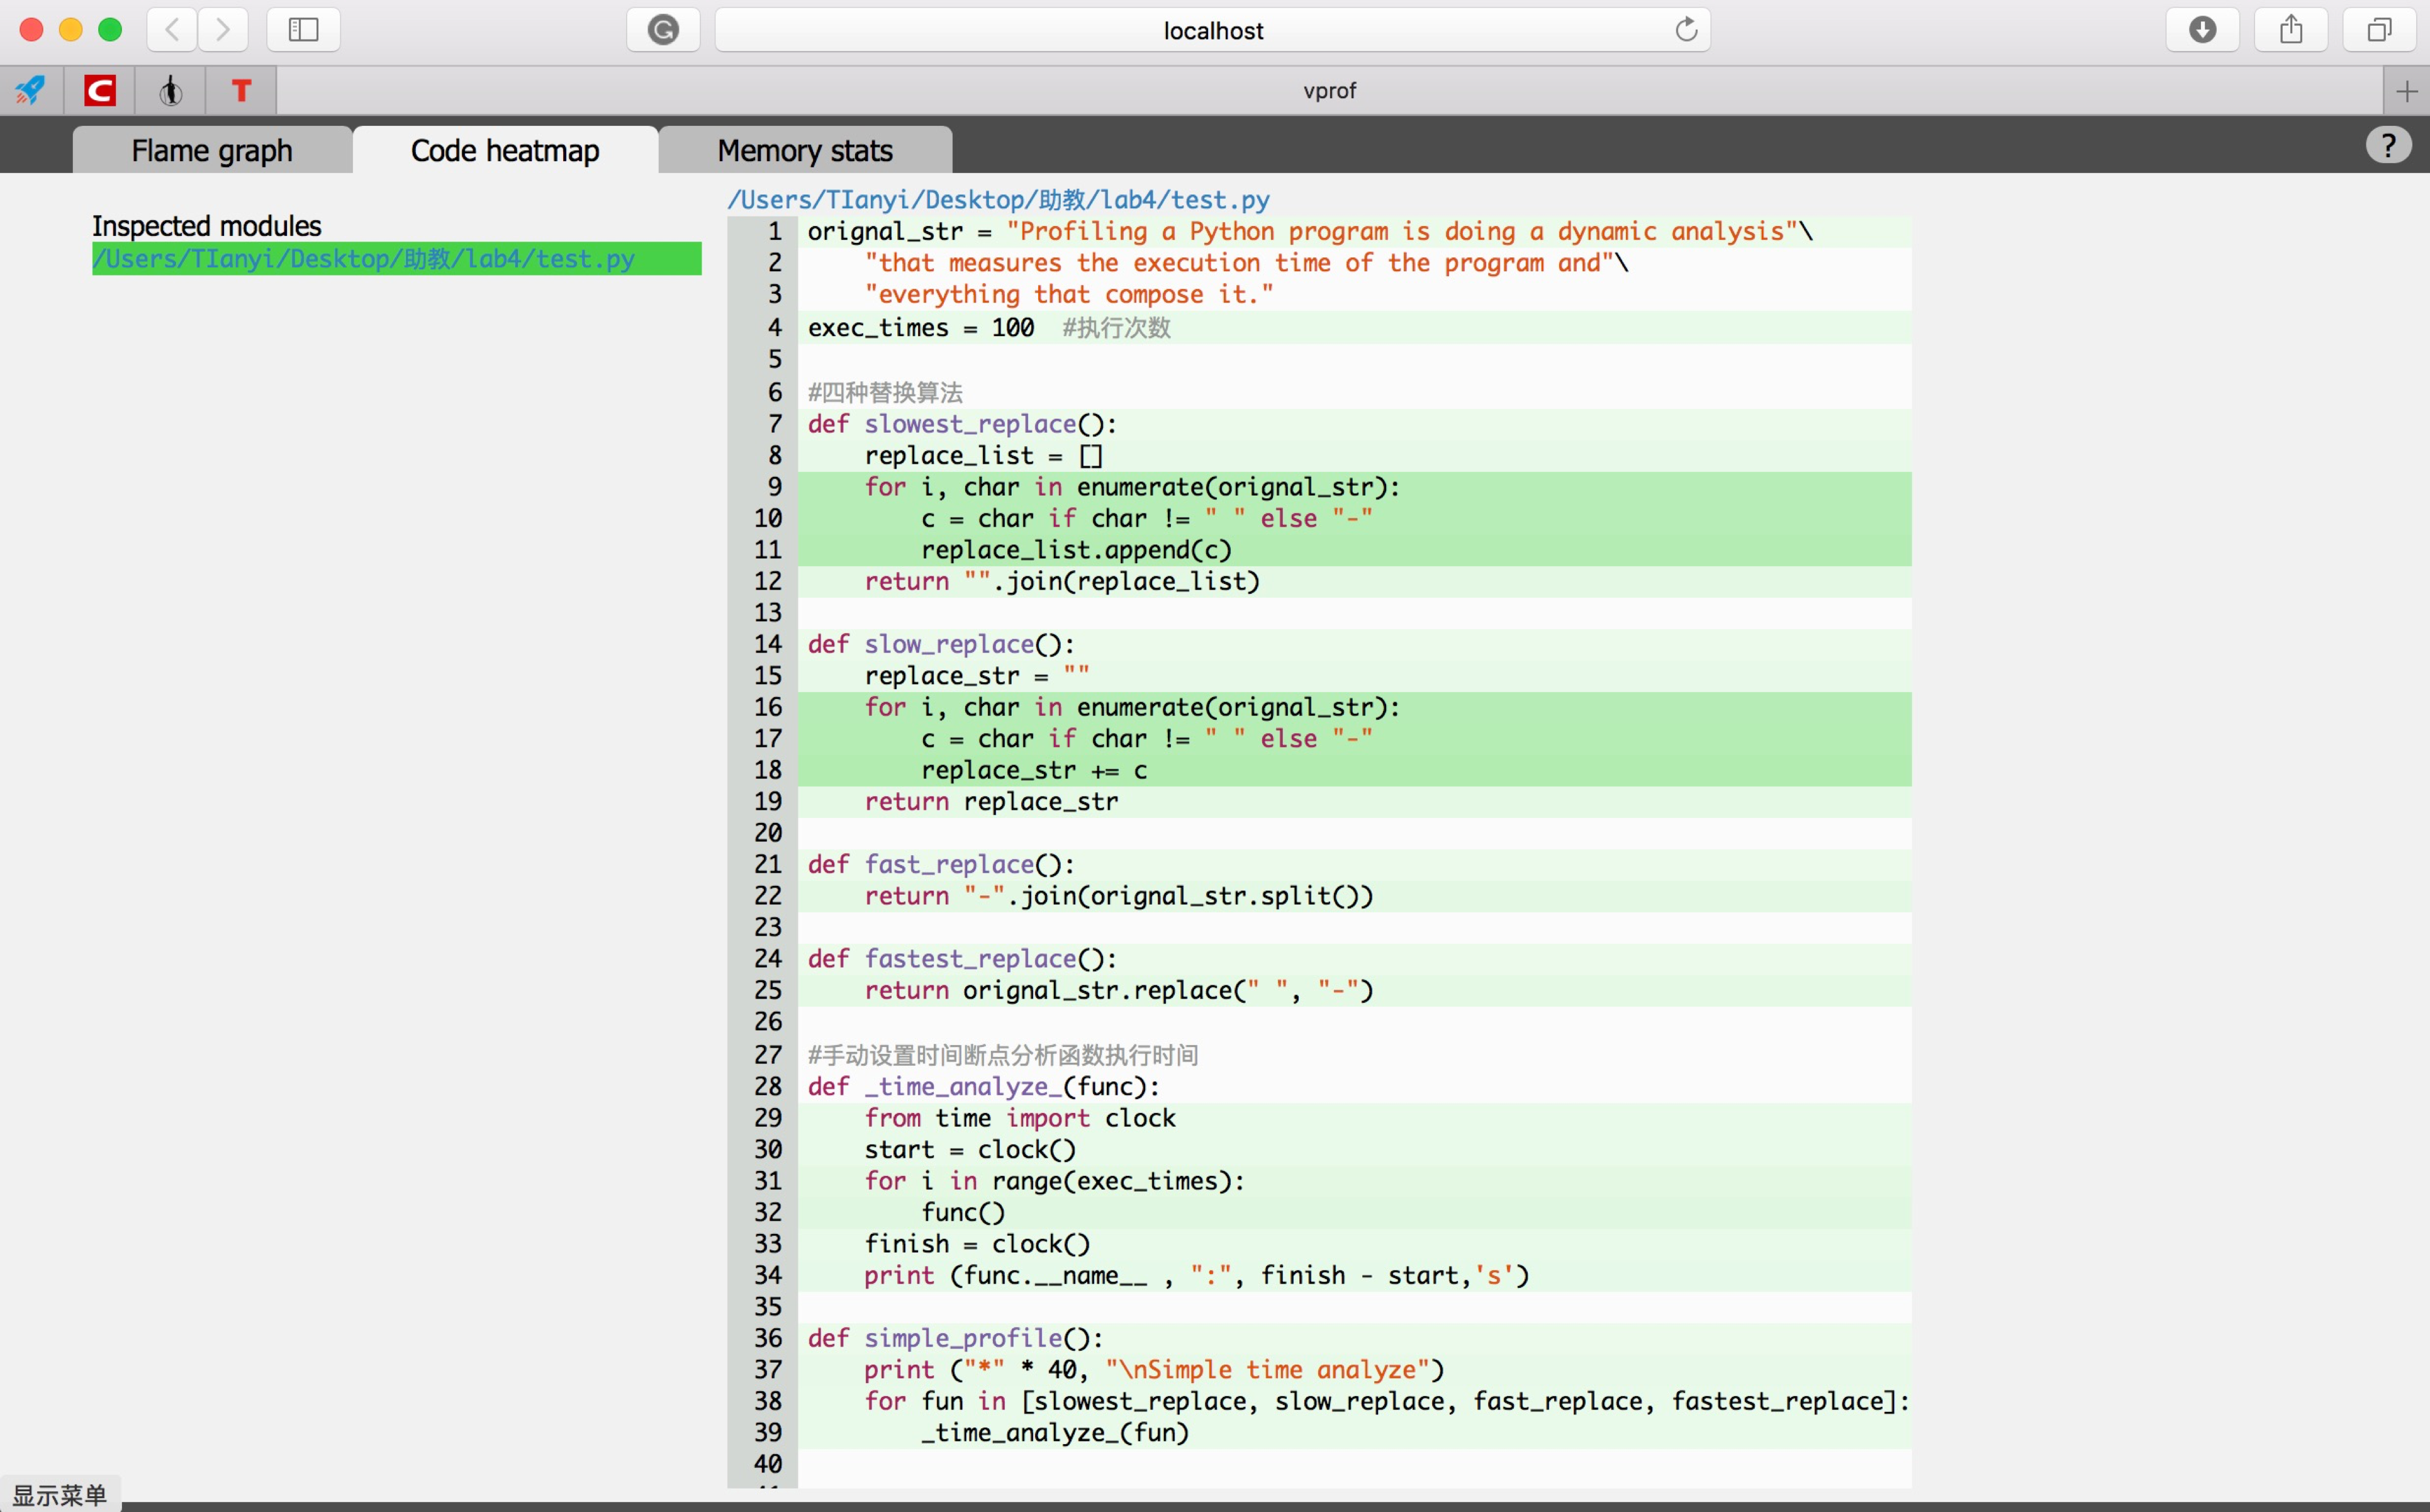 localhost
C
T
vprof
+
Flame graph
Code heatmap
Memory stats
?
Inspected modules
/Users/TIanyi/Desktop/助教/lab4/test.py
/Users/TIanyi/Desktop/助教/lab4/test.py
1 orignal_str = "Profiling a Python program is doing a dynamic analysis"\
2     "that measures the execution time of the program and"\
3     "everything that compose it."
4 exec_times = 100  #执行次数
5
6 #四种替换算法
7 def slowest_replace():
8     replace_list = []
9     for i, char in enumerate(orignal_str):
10         c = char if char != " " else "-"
11         replace_list.append(c)
12     return "".join(replace_list)
13
14 def slow_replace():
15     replace_str = ""
16     for i, char in enumerate(orignal_str):
17         c = char if char != " " else "-"
18         replace_str += c
19     return replace_str
20
21 def fast_replace():
22     return "-".join(orignal_str.split())
23
24 def fastest_replace():
25     return orignal_str.replace(" ", "-")
26
27 #手动设置时间断点分析函数执行时间
28 def _time_analyze_(func):
29     from time import clock
30     start = clock()
31     for i in range(exec_times):
32         func()
33     finish = clock()
34     print (func.__name__ , ":", finish - start,'s')
35
36 def simple_profile():
37     print ("*" * 40, "\nSimple time analyze")
38     for fun in [slowest_replace, slow_replace, fast_replace, fastest_replace]:
39         _time_analyze_(fun)
40
显示菜单